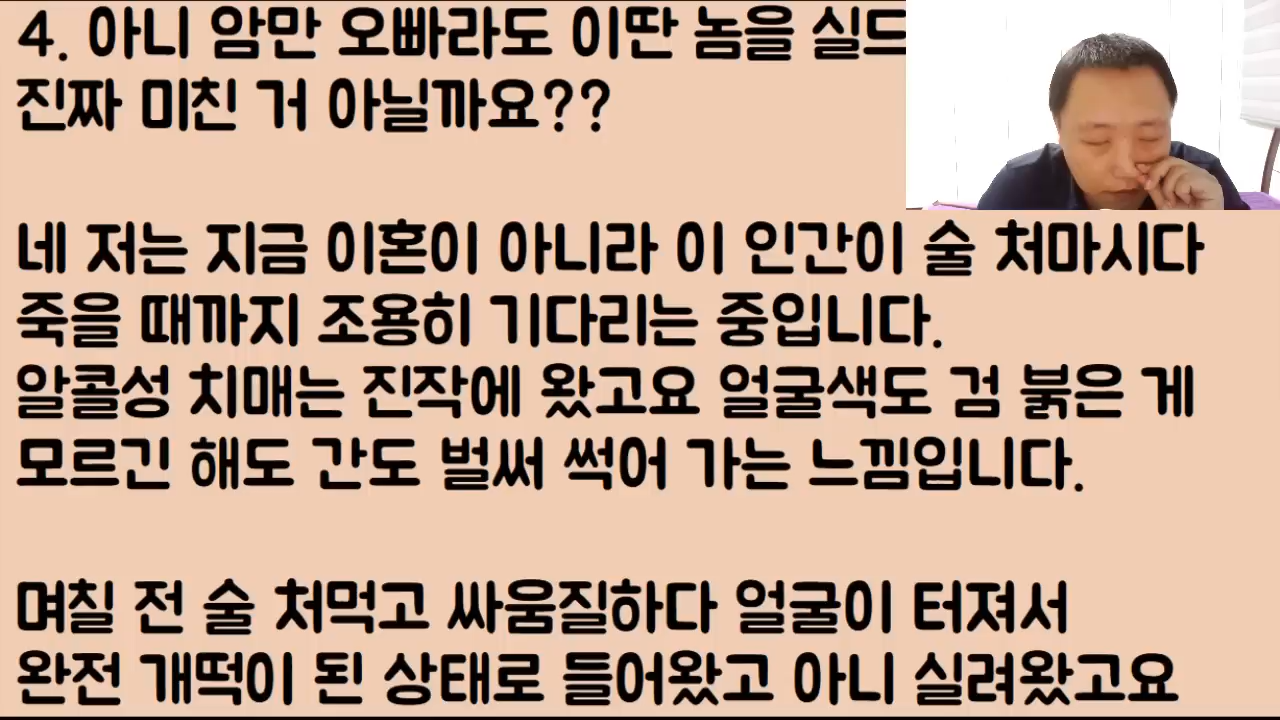 4. 아니 암만 오빠라도 이딴 놈을 실드
진짜 미친 거 아닐까요??
네 저는 지금 이혼이 아니라 이 인간이 술 처마시다
죽을 때까지 조용히 기다리는 중입니다.
알콜성 치매는 진작에 왔고요 얼굴색도 검 붉은 게
모르긴 해도 간도 벌써 썩어 가는 느낌입니다.
며칠 전 술 처먹고 싸움질하다 얼굴이 터져서
완전 개떡이 된 상태로 들어왔고 아니 실려왔고요